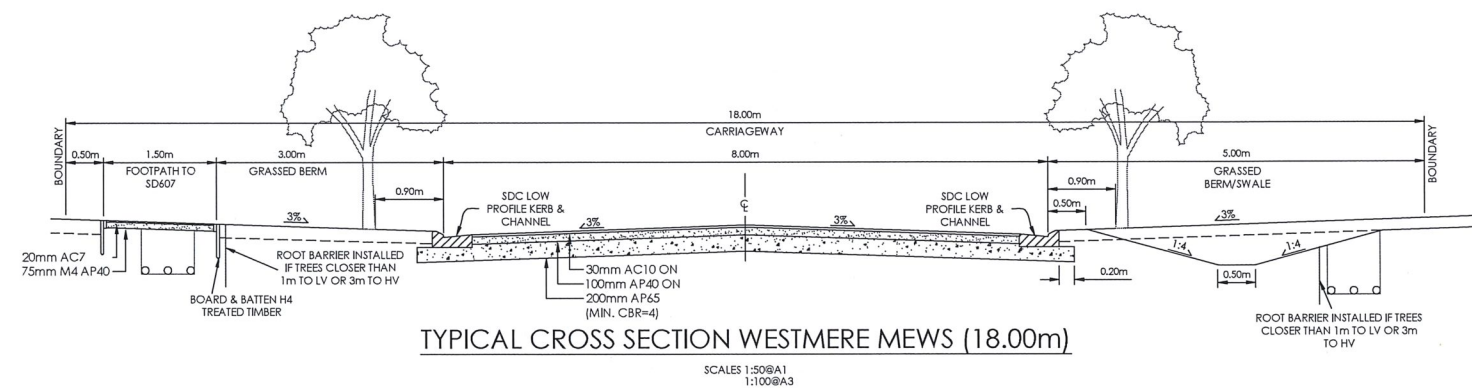 18.00m
CARRIAGEWAY
BOUNDARY
BOUNDARY
0.50m
1.50m
FOOTPATH TO
SD607
3.00m
GRASSED BERM
8.00m
5.00m
GRASSED
BERM/SWALE
0.90m
SDC LOW
PROFILE KERB &
CHANNEL
℄
SDC LOW
PROFILE KERB &
CHANNEL
0.90m
0.50m
3%
3%
3%
3%
20mm AC7
75mm M4 AP40
ROOT BARRIER INSTALLED
IF TREES CLOSER THAN
1m TO LV OR 3m TO HV
BOARD & BATTEN H4
TREATED TIMBER
30mm AC10 ON
100mm AP40 ON
200mm AP65
(MIN. CBR=4)
0.20m
1:4
0.50m
1:4
ROOT BARRIER INSTALLED IF TREES
CLOSER THAN 1m TO LV OR 3m
TO HV
TYPICAL CROSS SECTION WESTMERE MEWS (18.00m)
SCALES 1:50@A1
1:100@A3